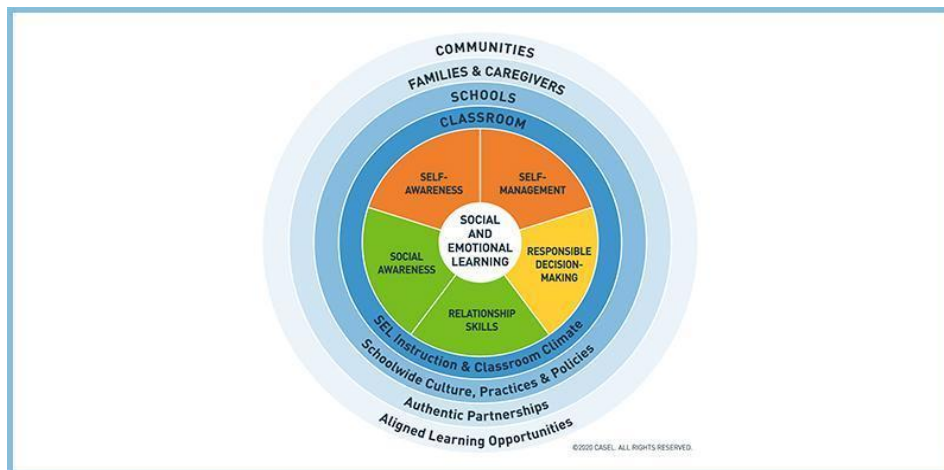 COMMUNITIES
FAMILIES & CAREGIVERS
SCHOOLS
CLASSROOM
SELF-
AWARENESS
SELF-
MANAGEMENT
SOCIAL
AND
EMOTIONAL
LEARNING
SOCIAL
AWARENESS
RESPONSIBLE
DECISION-
MAKING
RELATIONSHIP
SKILLS
SEL Instruction & Classroom Climate
Schoolwide Culture, Practices & Policies
Authentic Partnerships
Aligned Learning Opportunities
©2020 CASEL. ALL RIGHTS RESERVED.